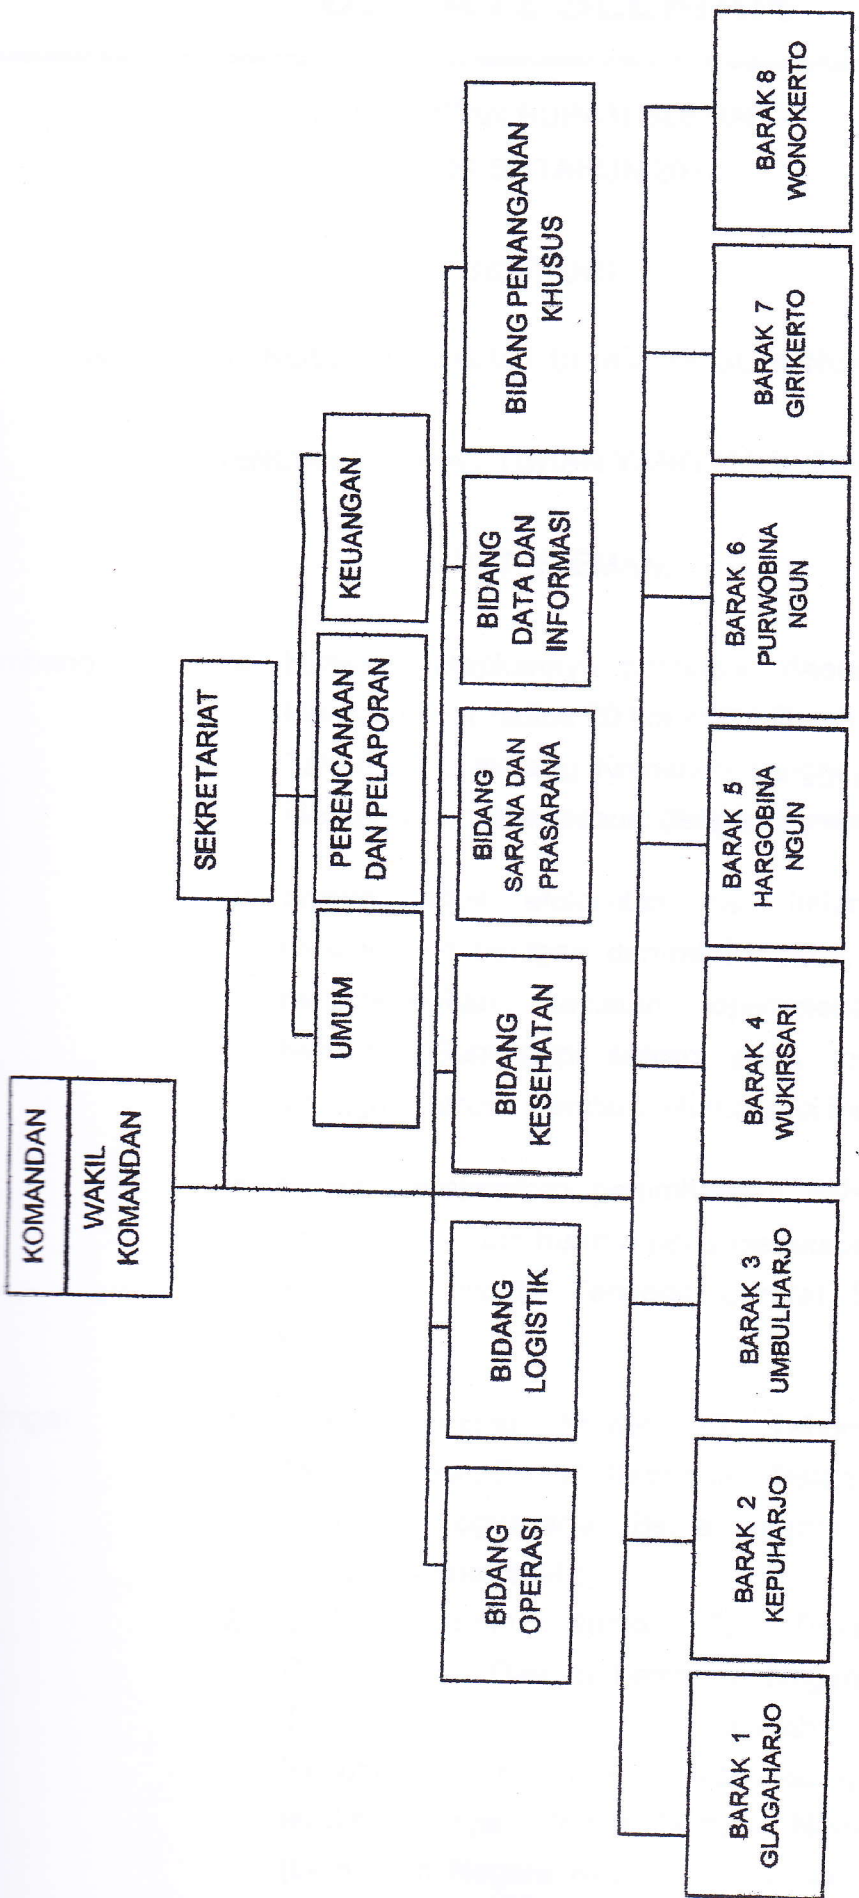 KOMANDAN
WAKIL
KOMANDAN
SEKRETARIAT
UMUM
PERENCANAAN
DAN PELAPORAN
KEUANGAN
BIDANG
OPERASI
BIDANG
LOGISTIK
BIDANG
KESEHATAN
BIDANG
SARANA DAN
PRASARANA
BIDANG
DATA DAN
INFORMASI
BIDANG PENANGANAN
KHUSUS
BARAK 1
GLAGAHARJO
BARAK 2
KEPUHARJO
BARAK 3
UMBULHARJO
BARAK 4
WUKIRSARI
BARAK 5
HARGOBINA
NGUN
BARAK 6
PURWOBINA
NGUN
BARAK 7
GIRIKERTO
BARAK 8
WONOKERTO